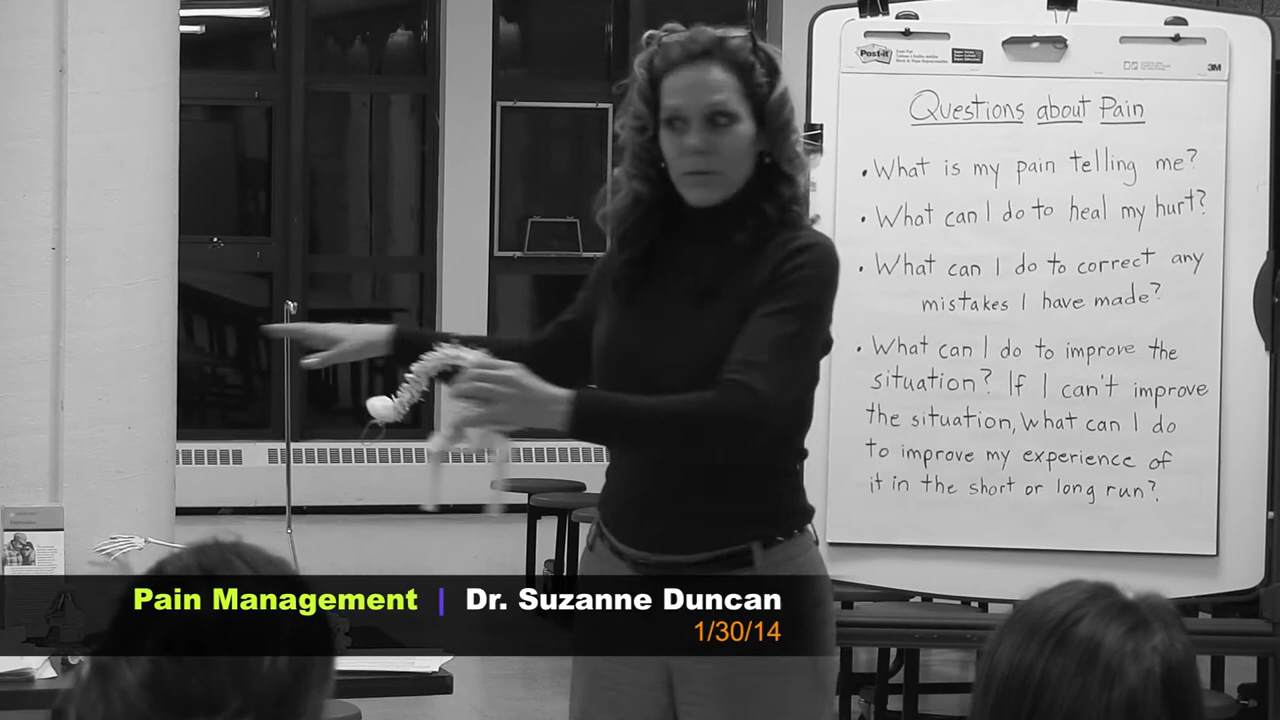 Post-it
3M
Questions about Pain
• What is my pain telling me?
• What can I do to heal my hurt?
• What can I do to correct any
mistakes I have made?
• What can I do to improve the
situation? If I can't improve
the situation, What can I do
to improve my experience of
it in the short or long run?
Pain Management | Dr. Suzanne Duncan
1/30/14